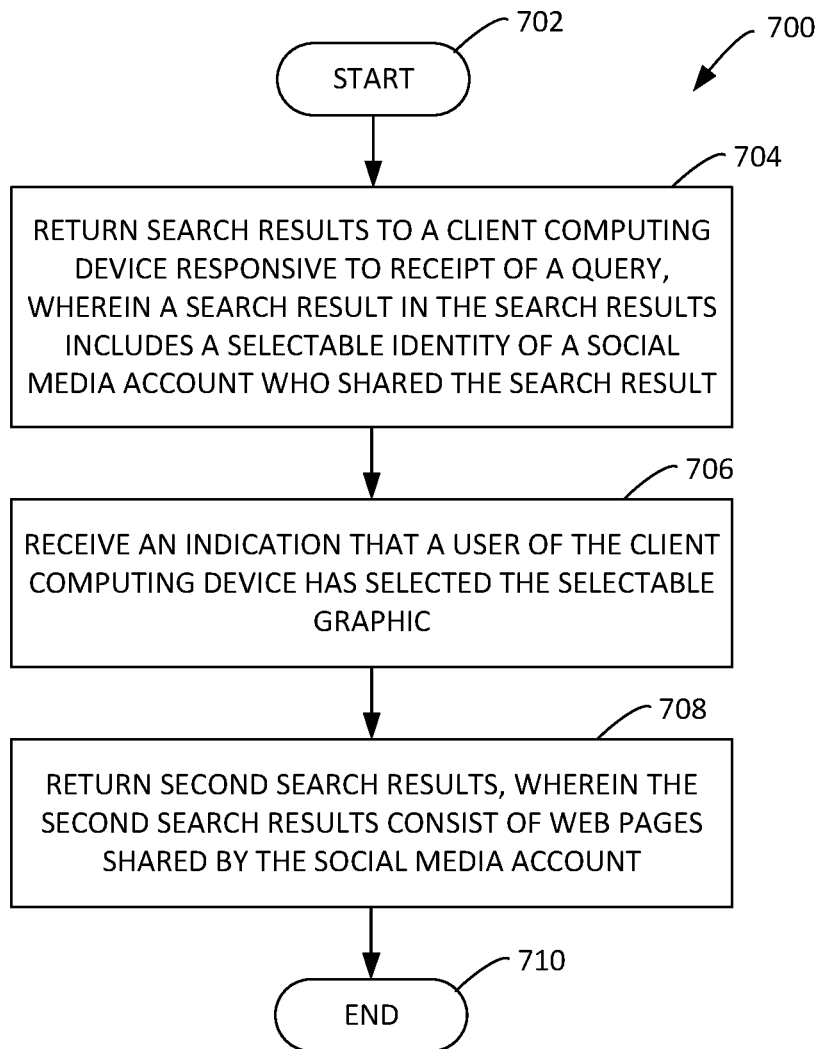 702
700
START
704
RETURN SEARCH RESULTS TO A CLIENT COMPUTING
DEVICE RESPONSIVE TO RECEIPT OF A QUERY,
WHEREIN A SEARCH RESULT IN THE SEARCH RESULTS
INCLUDES A SELECTABLE IDENTITY OF A SOCIAL
MEDIA ACCOUNT WHO SHARED THE SEARCH RESULT
706
RECEIVE AN INDICATION THAT A USER OF THE CLIENT
COMPUTING DEVICE HAS SELECTED THE SELECTABLE
GRAPHIC
708
RETURN SECOND SEARCH RESULTS, WHEREIN THE
SECOND SEARCH RESULTS CONSIST OF WEB PAGES
SHARED BY THE SOCIAL MEDIA ACCOUNT
710
END